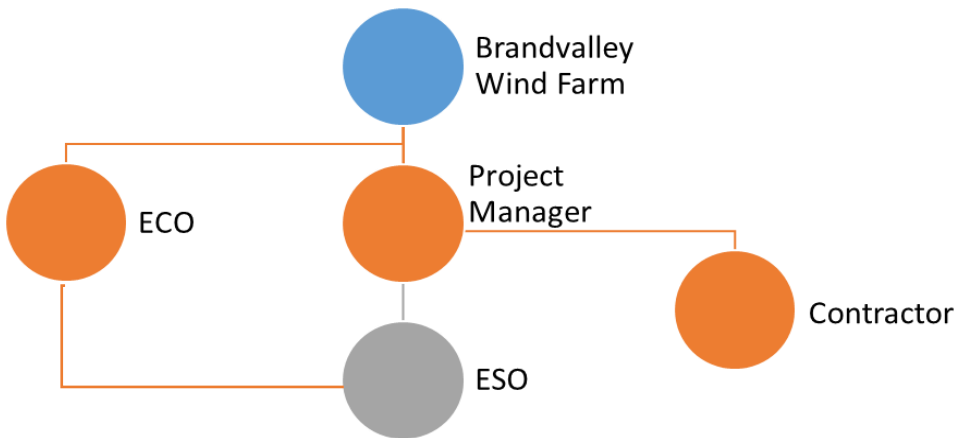 Brandvalley
Wind Farm
ECO
Project
Manager
Contractor
ESO